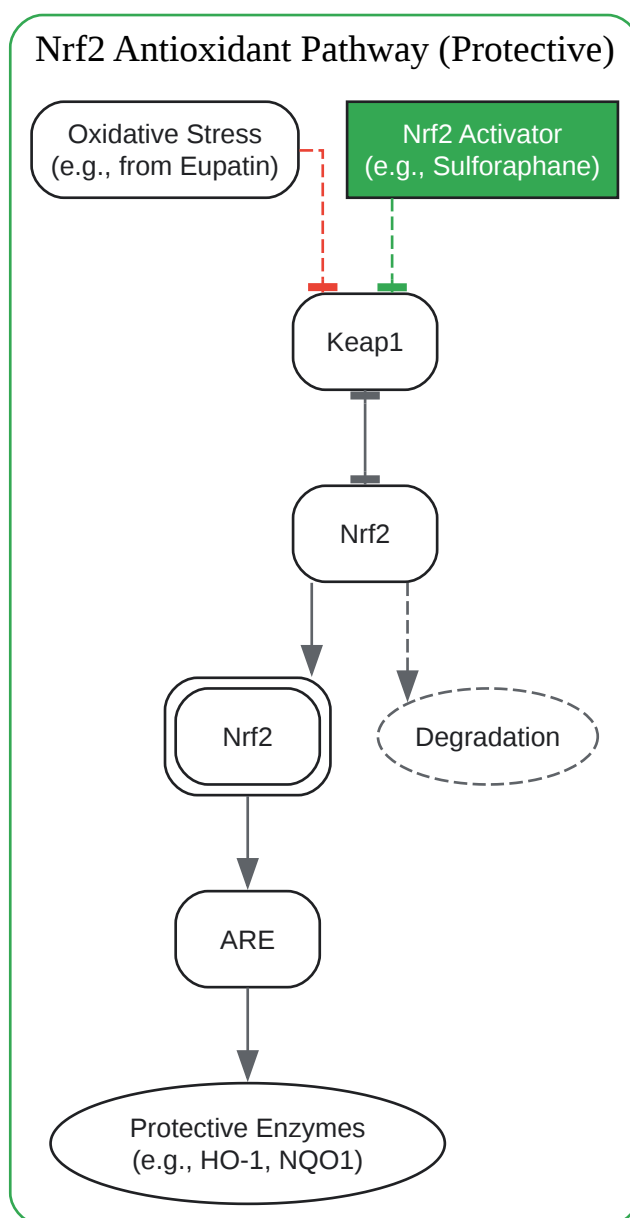 Nrf2 Antioxidant Pathway (Protective)
Oxidative Stress
(e.g., from Eupatin)
Nrf2 Activator
(e.g., Sulforaphane)
Keap1
Nrf2
Nrf2
Degradation
ARE
Protective Enzymes
(e.g., HO-1, NQO1)